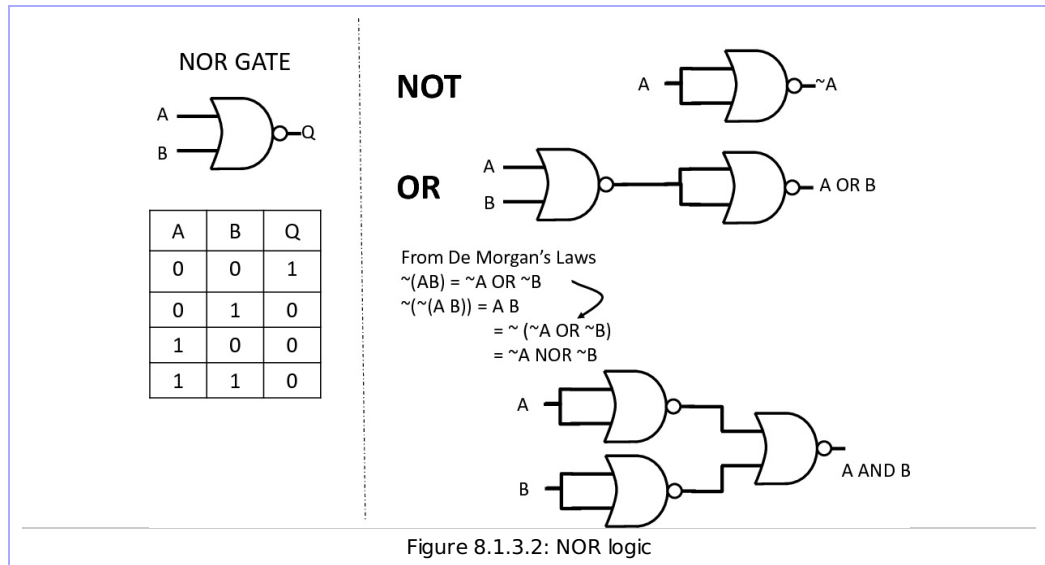 NOR GATE
A
B
Q
A B Q
0 0 1
0 1 0
1 0 0
1 1 0
NOT
A
~A
OR
A
B
A OR B
From De Morgan’s Laws
~(AB) = ~A OR ~B
~(~(A B)) = A B
= ~ (~A OR ~B)
= ~A NOR ~B
A
B
A AND B
Figure 8.1.3.2: NOR logic